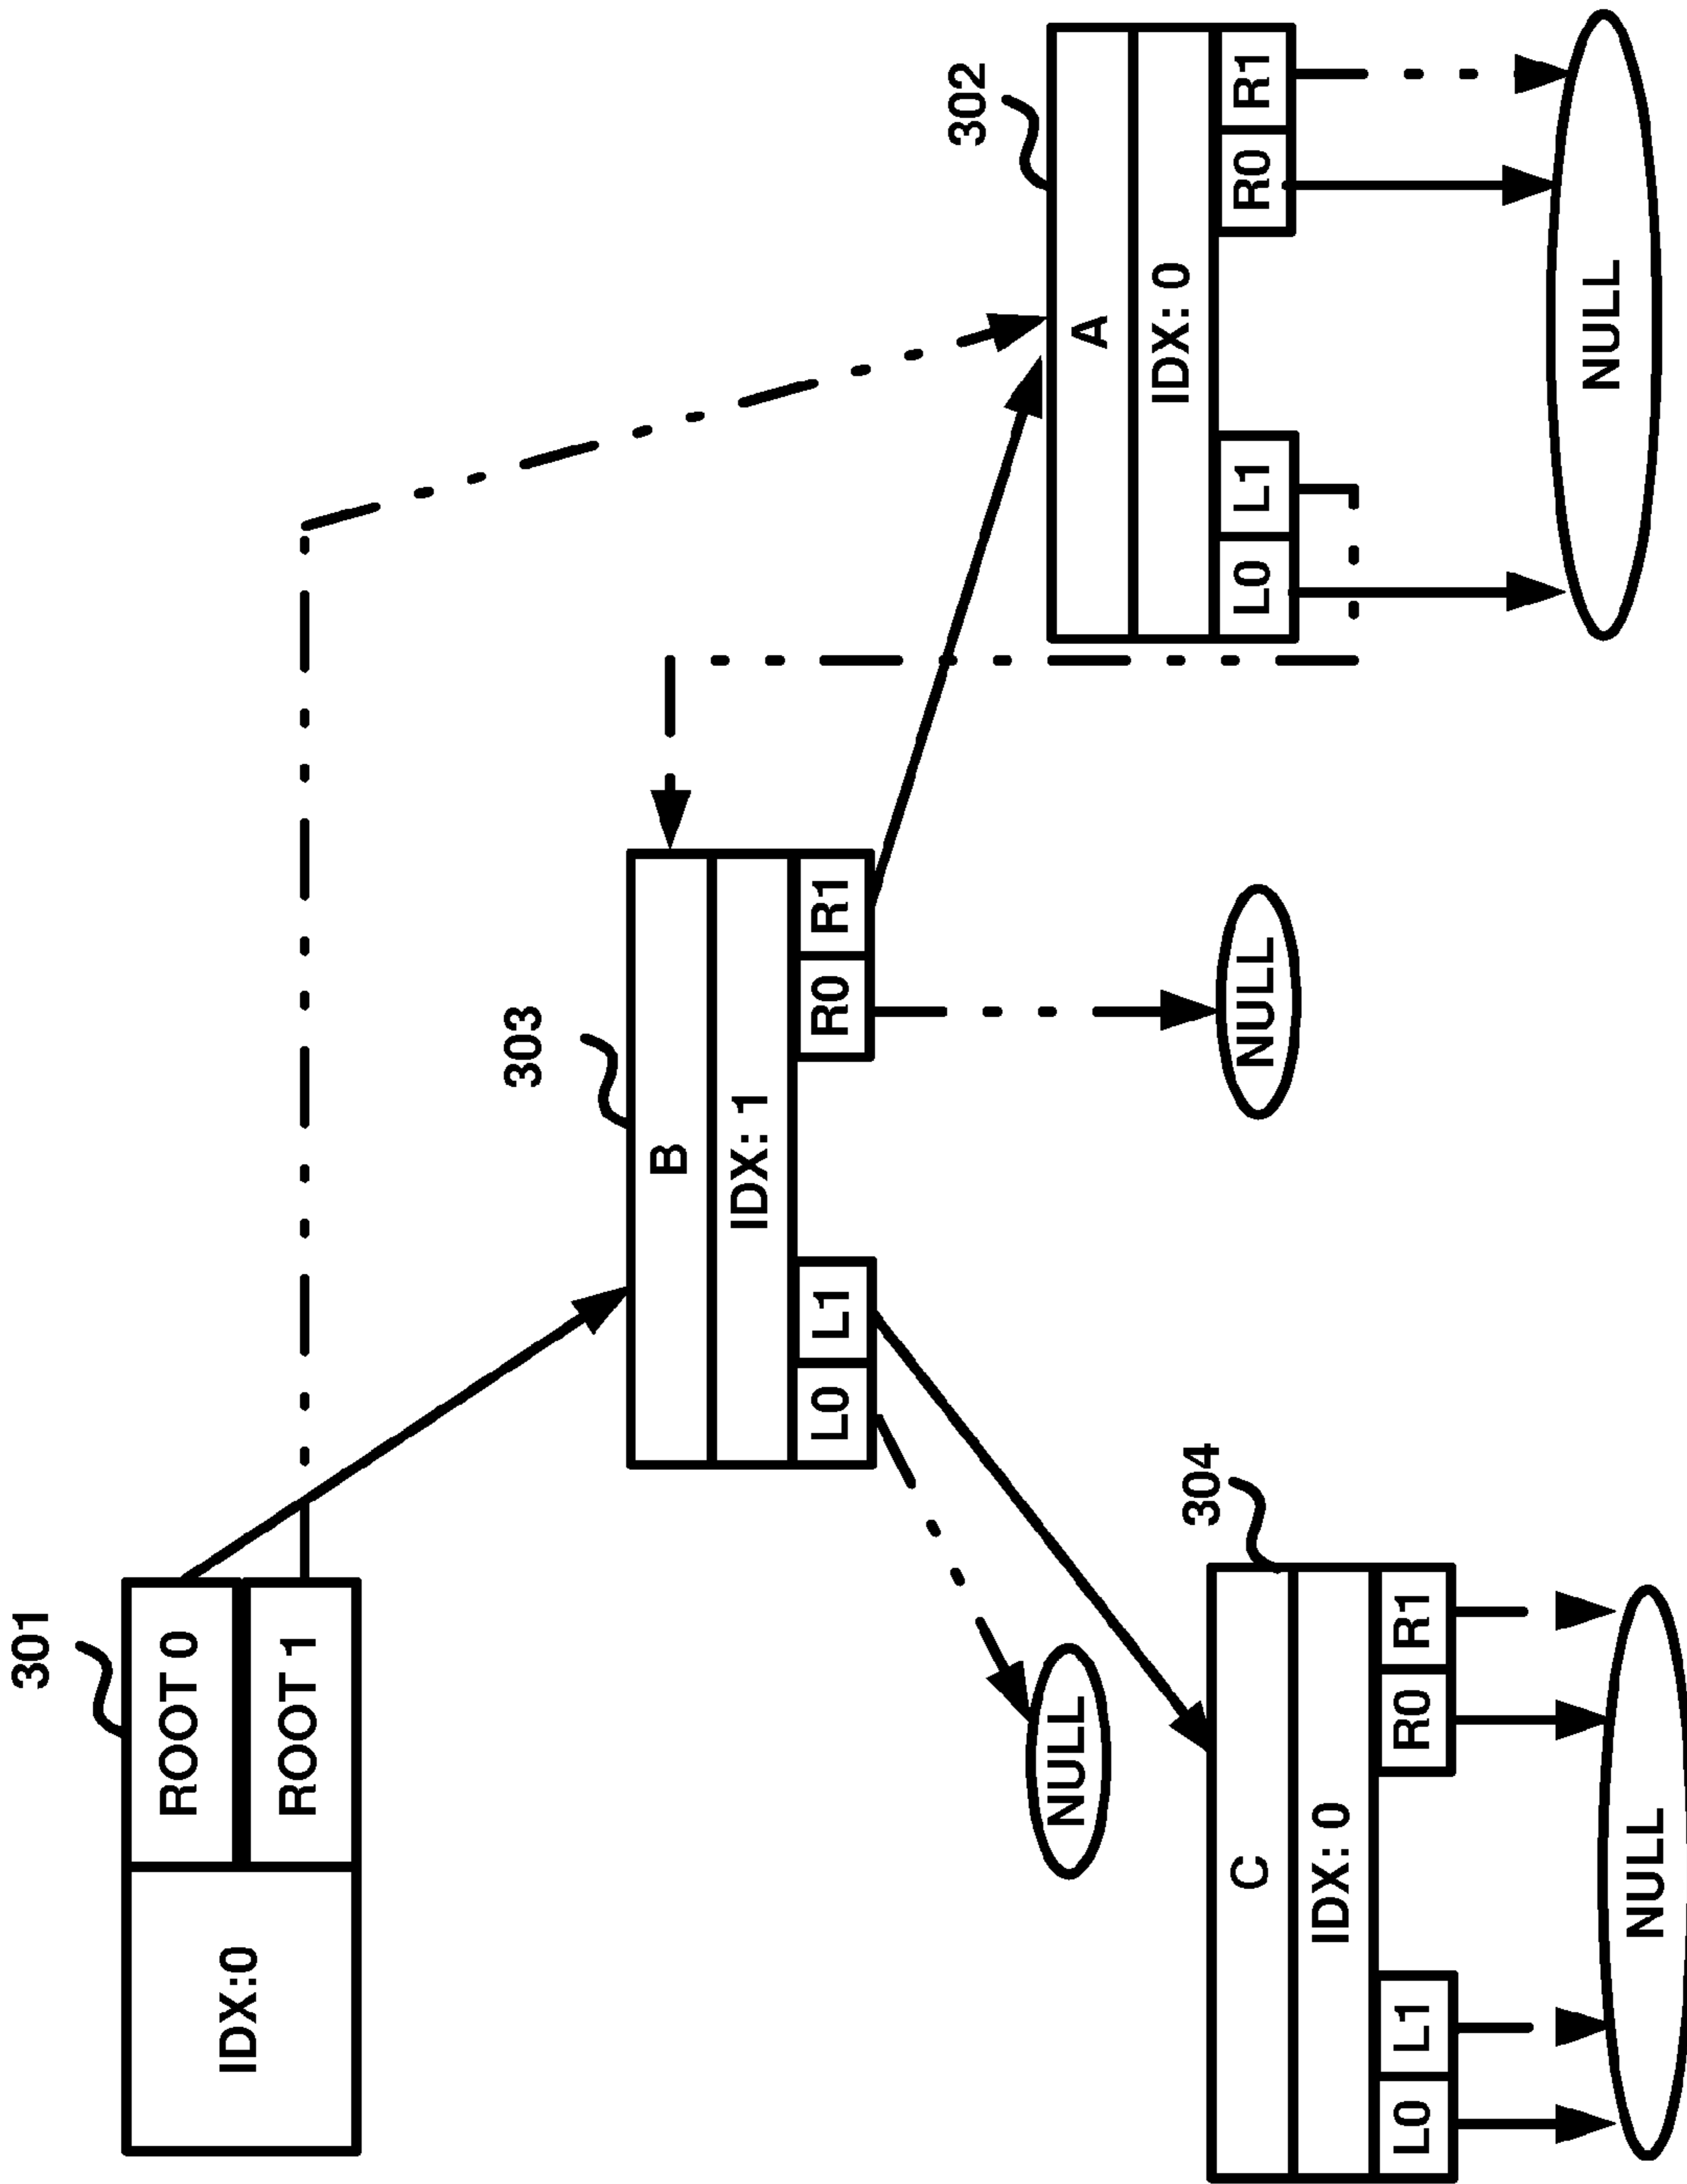 301
IDX:0
ROOT 0
ROOT 1
303
B
IDX: 1
L0
L1
R0
R1
302
A
IDX: 0
L0
L1
R0
R1
304
C
IDX: 0
L0
L1
R0
R1
NULL
NULL
NULL
NULL